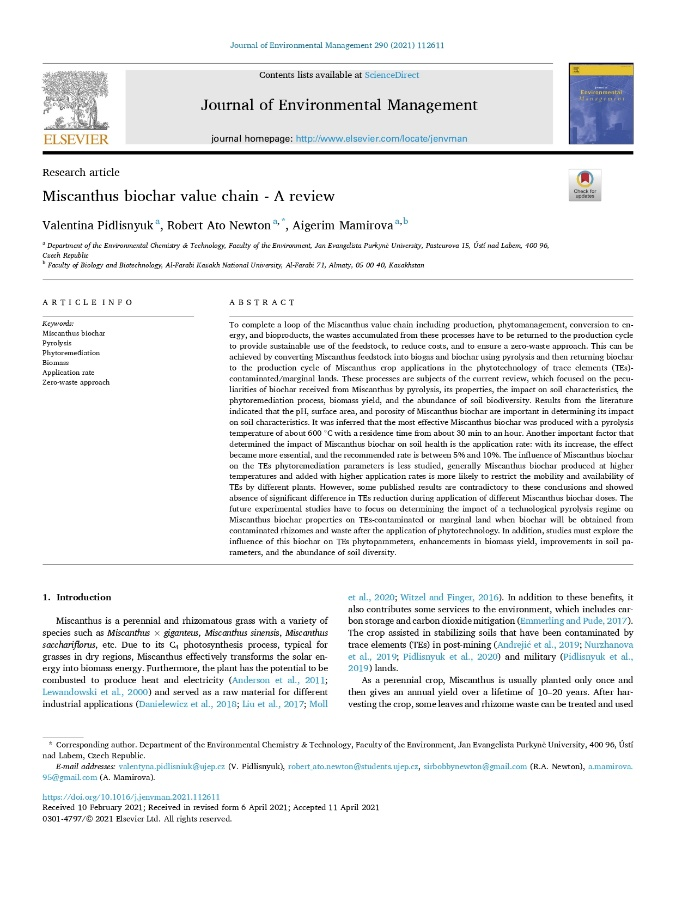 Journal of Environmental Management 290 (2021) 112611
Contents lists available at ScienceDirect
Journal of Environmental Management
journal homepage: http://www.elsevier.com/locate/jenvman
ELSEVIER
Environmental
Management
Research article
Check for
updates
Miscanthus biochar value chain - A review
Valentina Pidlisnyuk a, Robert Ato Newton a, *, Aigerim Mamirova a, b
a Department of the Environmental Chemistry & Technology, Faculty of the Environment, Jan Evangelista Purkyně University, Pasteurova 15, Ústí nad Labem, 400 96,
Czech Republic
b Faculty of Biology and Biotechnology, Al-Farabi Kazakh National University, Al-Farabi 71, Almaty, 05 00 40, Kazakhstan
ARTICLE INFO
Keywords:
Miscanthus biochar
Pyrolysis
Phytoremediation
Biomass
Application rate
Zero-waste approach
ABSTRACT
To complete a loop of the Miscanthus value chain including production, phytomanagement, conversion to en-
ergy, and bioproducts, the wastes accumulated from these processes have to be returned to the production cycle
to provide sustainable use of the feedstock, to reduce costs, and to ensure a zero-waste approach. This can be
achieved by converting Miscanthus feedstock into biogas and biochar using pyrolysis and then returning biochar
to the production cycle of Miscanthus crop applications in the phytotechnology of trace elements (TEs)-
contaminated/marginal lands. These processes are subjects of the current review, which focused on the pecu-
liarities of biochar received from Miscanthus by pyrolysis, its properties, the impact on soil characteristics, the
phytoremediation process, biomass yield, and the abundance of soil biodiversity. Results from the literature
indicated that the pH, surface area, and porosity of Miscanthus biochar are important in determining its impact
on soil characteristics. It was inferred that the most effective Miscanthus biochar was produced with a pyrolysis
temperature of about 600 °C with a residence time from about 30 min to an hour. Another important factor that
determined the impact of Miscanthus biochar on soil health is the application rate: with its increase, the effect
became more essential, and the recommended rate is between 5% and 10%. The influence of Miscanthus biochar
on the TEs phytoremediation parameters is less studied, generally Miscanthus biochar produced at higher
temperatures and added with higher application rates is more likely to restrict the mobility and availability of
TEs by different plants. However, some published results are contradictory to these conclusions and showed
absence of significant difference in TEs reduction during application of different Miscanthus biochar doses. The
future experimental studies have to focus on determining the impact of a technological pyrolysis regime on
Miscanthus biochar properties on TEs-contaminated or marginal land when biochar will be obtained from
contaminated rhizomes and waste after the application of phytotechnology. In addition, studies must explore the
influence of this biochar on TEs phytoparameters, enhancements in biomass yield, improvements in soil pa-
rameters, and the abundance of soil diversity.
1. Introduction
Miscanthus is a perennial and rhizomatous grass with a variety of
species such as Miscanthus × giganteus, Miscanthus sinensis, Miscanthus
sacchariflorus, etc. Due to its C4 photosynthesis process, typical for
grasses in dry regions, Miscanthus effectively transforms the solar en-
ergy into biomass energy. Furthermore, the plant has the potential to be
combusted to produce heat and electricity (Anderson et al., 2011;
Lewandowski et al., 2000) and served as a raw material for different
industrial applications (Danielewicz et al., 2018; Liu et al., 2017; Moll
et al., 2020; Witzel and Finger, 2016). In addition to these benefits, it
also contributes some services to the environment, which includes car-
bon storage and carbon dioxide mitigation (Emmerling and Pude, 2017).
The crop assisted in stabilizing soils that have been contaminated by
trace elements (TEs) in post-mining (Andrejić et al., 2019; Nurzhanova
et al., 2019; Pidlisnyuk et al., 2020) and military (Pidlisnyuk et al.,
2019) lands.
As a perennial crop, Miscanthus is usually planted only once and
then gives an annual yield over a lifetime of 10–20 years. After har-
vesting the crop, some leaves and rhizome waste can be treated and used
* Corresponding author. Department of the Environmental Chemistry & Technology, Faculty of the Environment, Jan Evangelista Purkyně University, 400 96, Ústí
nad Labem, Czech Republic.
E-mail addresses: valentyna.pidlisniuk@ujep.cz (V. Pidlisnyuk), robert.ato.newton@students.ujep.cz, sirbobbynewton@gmail.com (R.A. Newton), a.mamirova.
95@gmail.com (A. Mamirova).
https://doi.org/10.1016/j.jenvman.2021.112611
Received 10 February 2021; Received in revised form 6 April 2021; Accepted 11 April 2021
0301-4797/© 2021 Elsevier Ltd. All rights reserved.